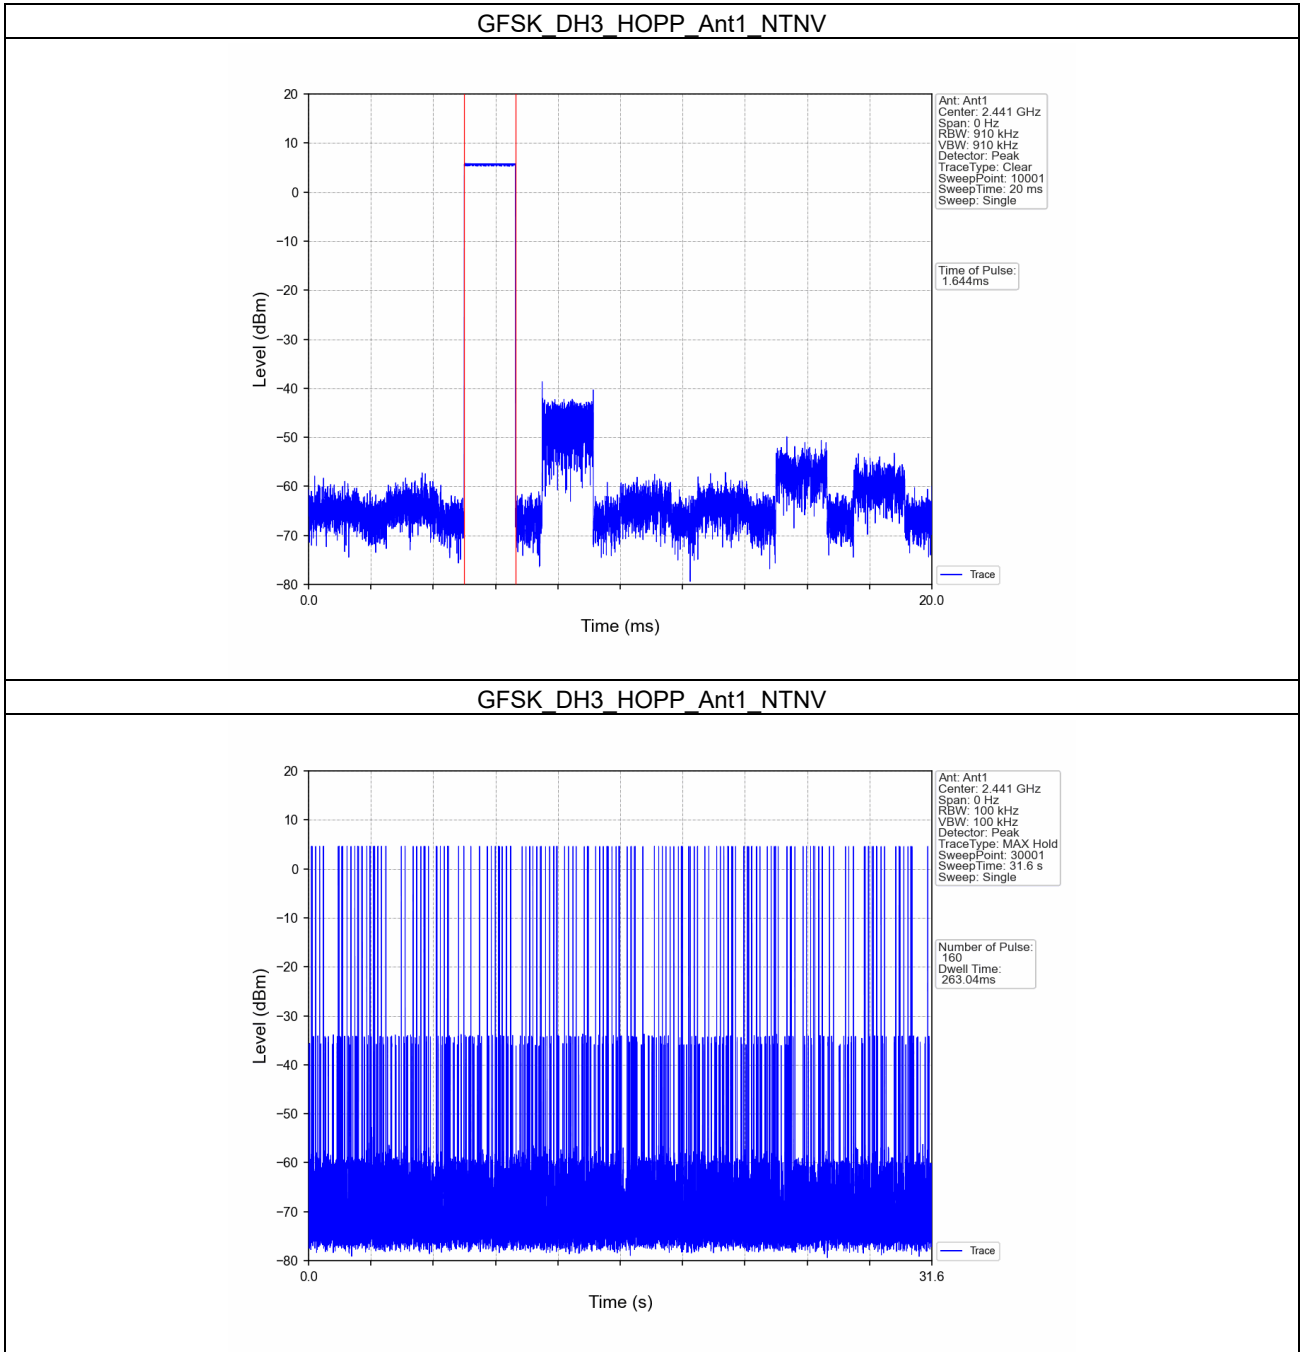 GFSK_DH3_HOPP_Ant1_NTNV
20
10
0
−10
−20
−30
−40
−50
−60
−70
−80
Level (dBm)
0.0
20.0
Time (ms)
Ant: Ant1
Center: 2.441 GHz
Span: 0 Hz
RBW: 910 kHz
VBW: 910 kHz
Detector: Peak
TraceType: Clear
SweepPoint: 10001
SweepTime: 20 ms
Sweep: Single
Time of Pulse:
1.644ms
Trace
GFSK_DH3_HOPP_Ant1_NTNV
20
10
0
−10
−20
−30
−40
−50
−60
−70
−80
Level (dBm)
0.0
31.6
Time (s)
Ant: Ant1
Center: 2.441 GHz
Span: 0 Hz
RBW: 100 kHz
VBW: 100 kHz
Detector: Peak
TraceType: MAX Hold
SweepPoint: 30001
SweepTime: 31.6 s
Sweep: Single
Number of Pulse:
160
Dwell Time:
263.04ms
Trace